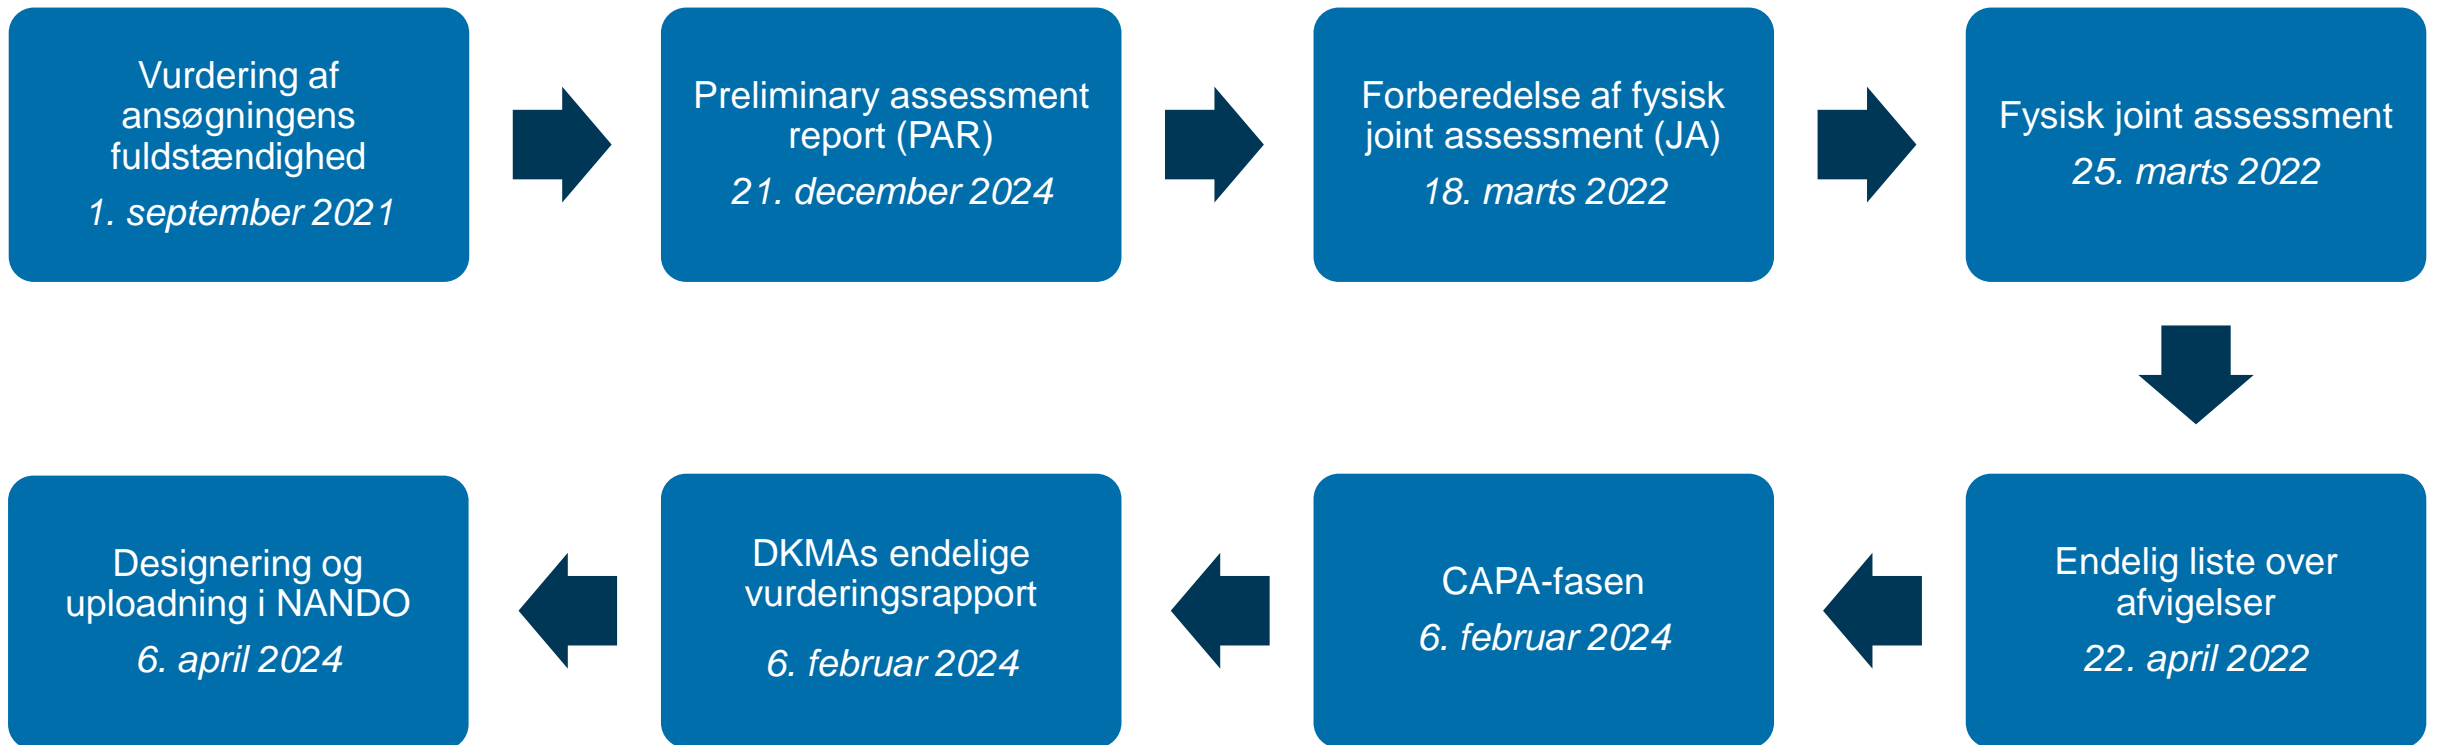 Vurdering af
ansøgningens
fuldstændighed
1. september 2021
Preliminary assessment
report (PAR)
21. december 2024
Forberedelse af fysisk
joint assessment (JA)
18. marts 2022
Fysisk joint assessment
25. marts 2022
Endelig liste over
afvigelser
22. april 2022
CAPA-fasen
6. februar 2024
DKMAs endelige
vurderingsrapport
6. februar 2024
Designering og
uploadning i NANDO
6. april 2024